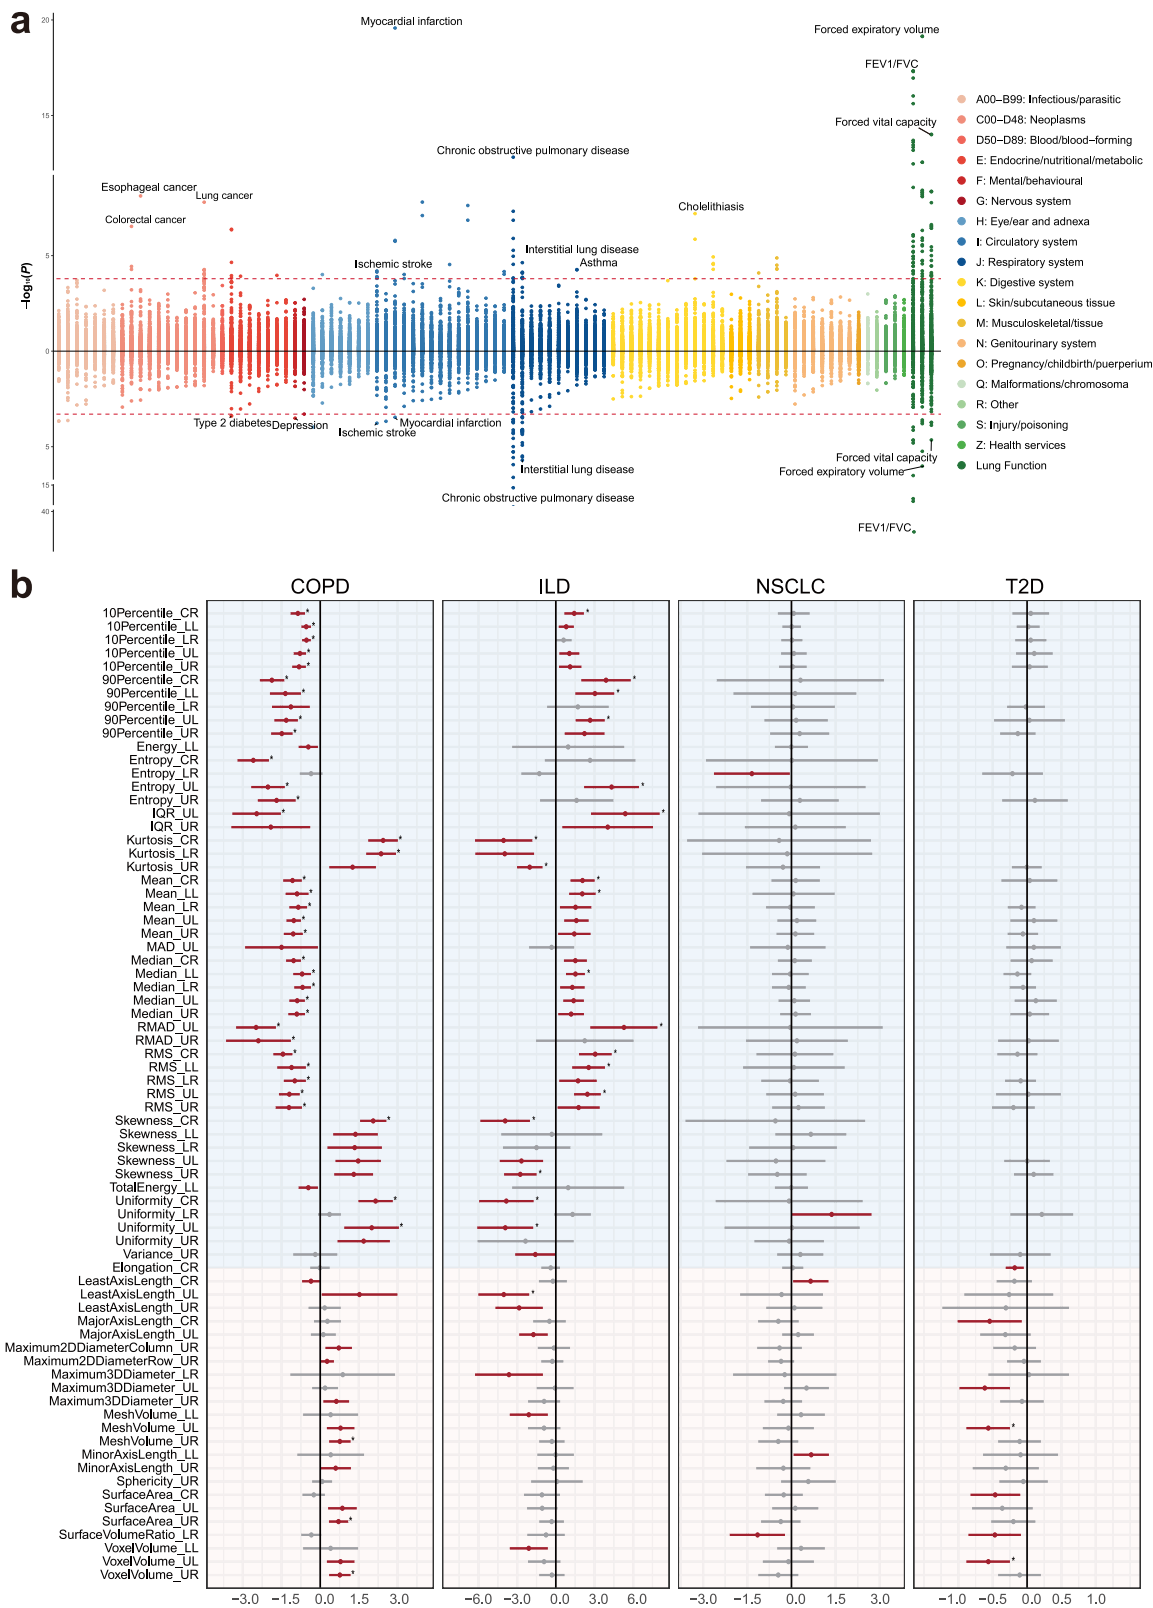 a
20
15
5
0
5
15
40
–log₁₀(P)
Myocardial infarction
Forced expiratory volume
FEV1/FVC
Forced vital capacity
Chronic obstructive pulmonary disease
Esophageal cancer
Lung cancer
Colorectal cancer
Cholelithiasis
Interstitial lung disease
Ischemic stroke
Asthma
Type 2 diabetes
Depression
Ischemic stroke
Myocardial infarction
Interstitial lung disease
Chronic obstructive pulmonary disease
Forced vital capacity
Forced expiratory volume
FEV1/FVC
A00–B99: Infectious/parasitic
C00–D48: Neoplasms
D50–D89: Blood/blood–forming
E: Endocrine/nutritional/metabolic
F: Mental/behavioural
G: Nervous system
H: Eye/ear and adnexa
I: Circulatory system
J: Respiratory system
K: Digestive system
L: Skin/subcutaneous tissue
M: Musculoskeletal/tissue
N: Genitourinary system
O: Pregnancy/childbirth/puerperium
Q: Malformations/chromosoma
R: Other
S: Injury/poisoning
Z: Health services
Lung Function
b
COPD ILD NSCLC T2D
10Percentile_CR
10Percentile_LL
10Percentile_LR
10Percentile_UL
10Percentile_UR
90Percentile_CR
90Percentile_LL
90Percentile_LR
90Percentile_UL
90Percentile_UR
Energy_LL
Entropy_CR
Entropy_LR
Entropy_UL
Entropy_UR
IQR_UL
IQR_UR
Kurtosis_CR
Kurtosis_LR
Kurtosis_UR
Mean_CR
Mean_LL
Mean_LR
Mean_UL
Mean_UR
MAD_UL
Median_CR
Median_LL
Median_LR
Median_UL
Median_UR
RMAD_UL
RMAD_UR
RMS_CR
RMS_LL
RMS_LR
RMS_UL
RMS_UR
Skewness_CR
Skewness_LL
Skewness_LR
Skewness_UL
Skewness_UR
TotalEnergy_LL
Uniformity_CR
Uniformity_LR
Uniformity_UL
Uniformity_UR
Variance_UR
Elongation_CR
LeastAxisLength_CR
LeastAxisLength_UL
LeastAxisLength_UR
MajorAxisLength_CR
MajorAxisLength_UL
Maximum2DDiameterColumn_UR
Maximum2DDiameterRow_UR
Maximum3DDiameter_LR
Maximum3DDiameter_UL
Maximum3DDiameter_UR
MeshVolume_LL
MeshVolume_UL
MeshVolume_UR
MinorAxisLength_LL
MinorAxisLength_UR
Sphericity_UR
SurfaceArea_CR
SurfaceArea_UL
SurfaceArea_UR
SurfaceVolumeRatio_LR
VoxelVolume_LL
VoxelVolume_UL
VoxelVolume_UR
−3.0 0.0 3.0 −6.0 −3.0 0.0 3.0 6.0 −3.0 0.0 3.0 −1.0 −0.5 0.0 0.5 1.0